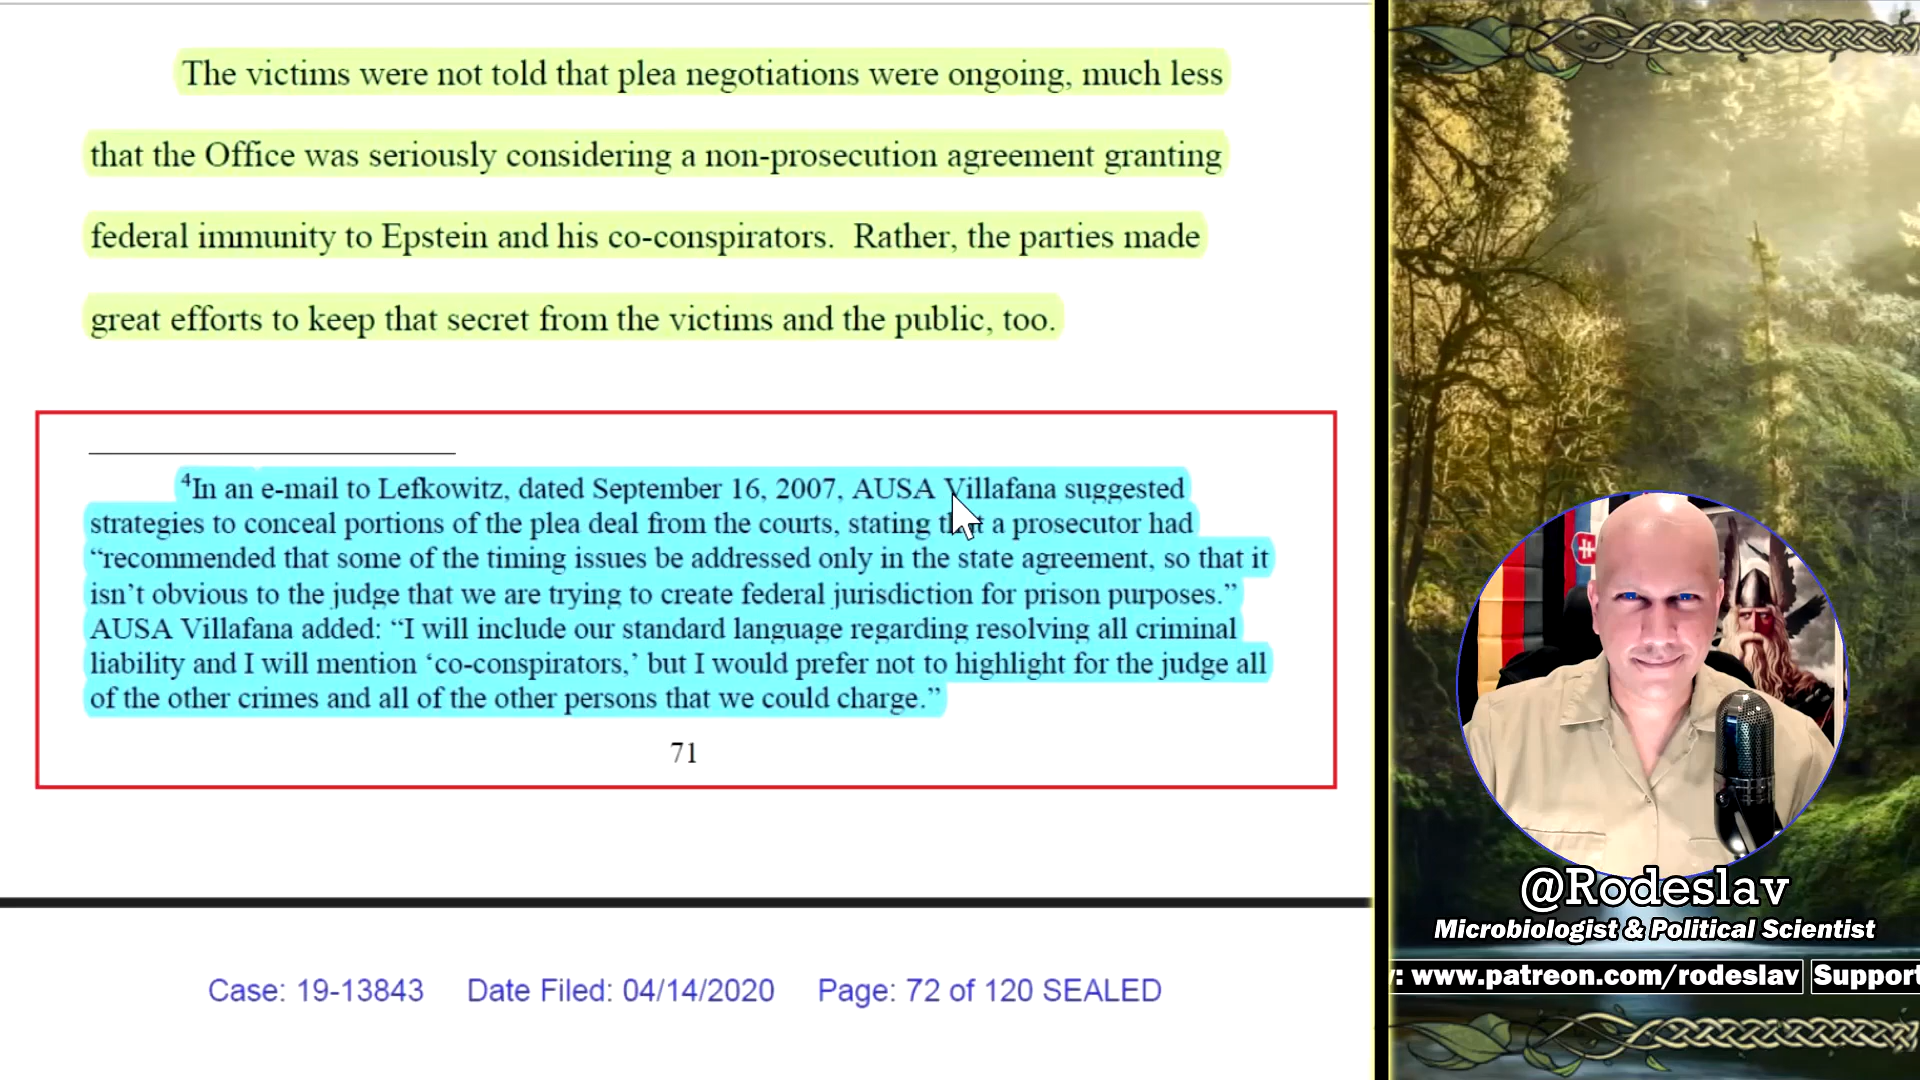 The victims were not told that plea negotiations were ongoing, much less
that the Office was seriously considering a non-prosecution agreement granting
federal immunity to Epstein and his co-conspirators.  Rather, the parties made
great efforts to keep that secret from the victims and the public, too.
4In an e-mail to Lefkowitz, dated September 16, 2007, AUSA Villafana suggested
strategies to conceal portions of the plea deal from the courts, stating that a prosecutor had
“recommended that some of the timing issues be addressed only in the state agreement, so that it
isn’t obvious to the judge that we are trying to create federal jurisdiction for prison purposes.”
AUSA Villafana added: “I will include our standard language regarding resolving all criminal
liability and I will mention ‘co-conspirators,’ but I would prefer not to highlight for the judge all
of the other crimes and all of the other persons that we could charge.”
71
Case: 19-13843 Date Filed: 04/14/2020 Page: 72 of 120 SEALED
@Rodeslav
Microbiologist & Political Scientist
: www.patreon.com/rodeslav Support